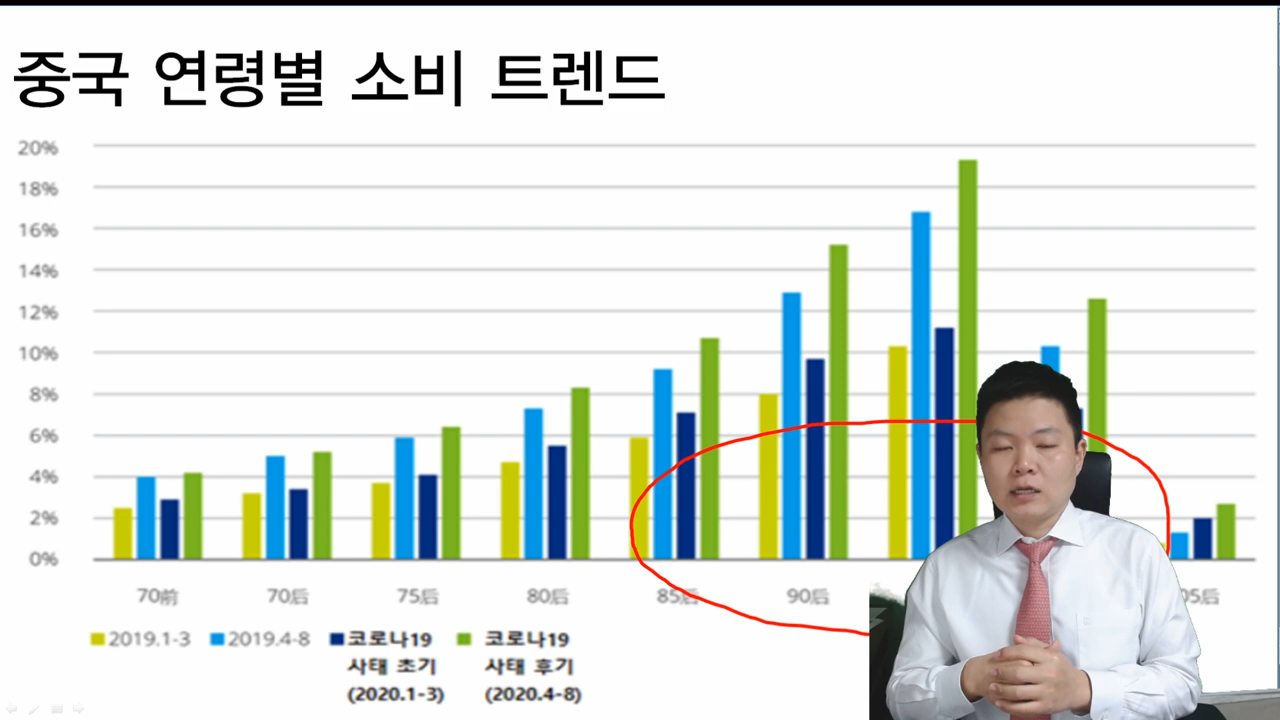 중국 연령별 소비 트렌드
20%
18%
16%
14%
12%
10%
8%
6%
4%
2%
0%
70前
70后
75后
80后
85后
90后
05后
2019.1-3
2019.4-8
코로나19
사태 초기
(2020.1-3)
코로나19
사태 후기
(2020.4-8)